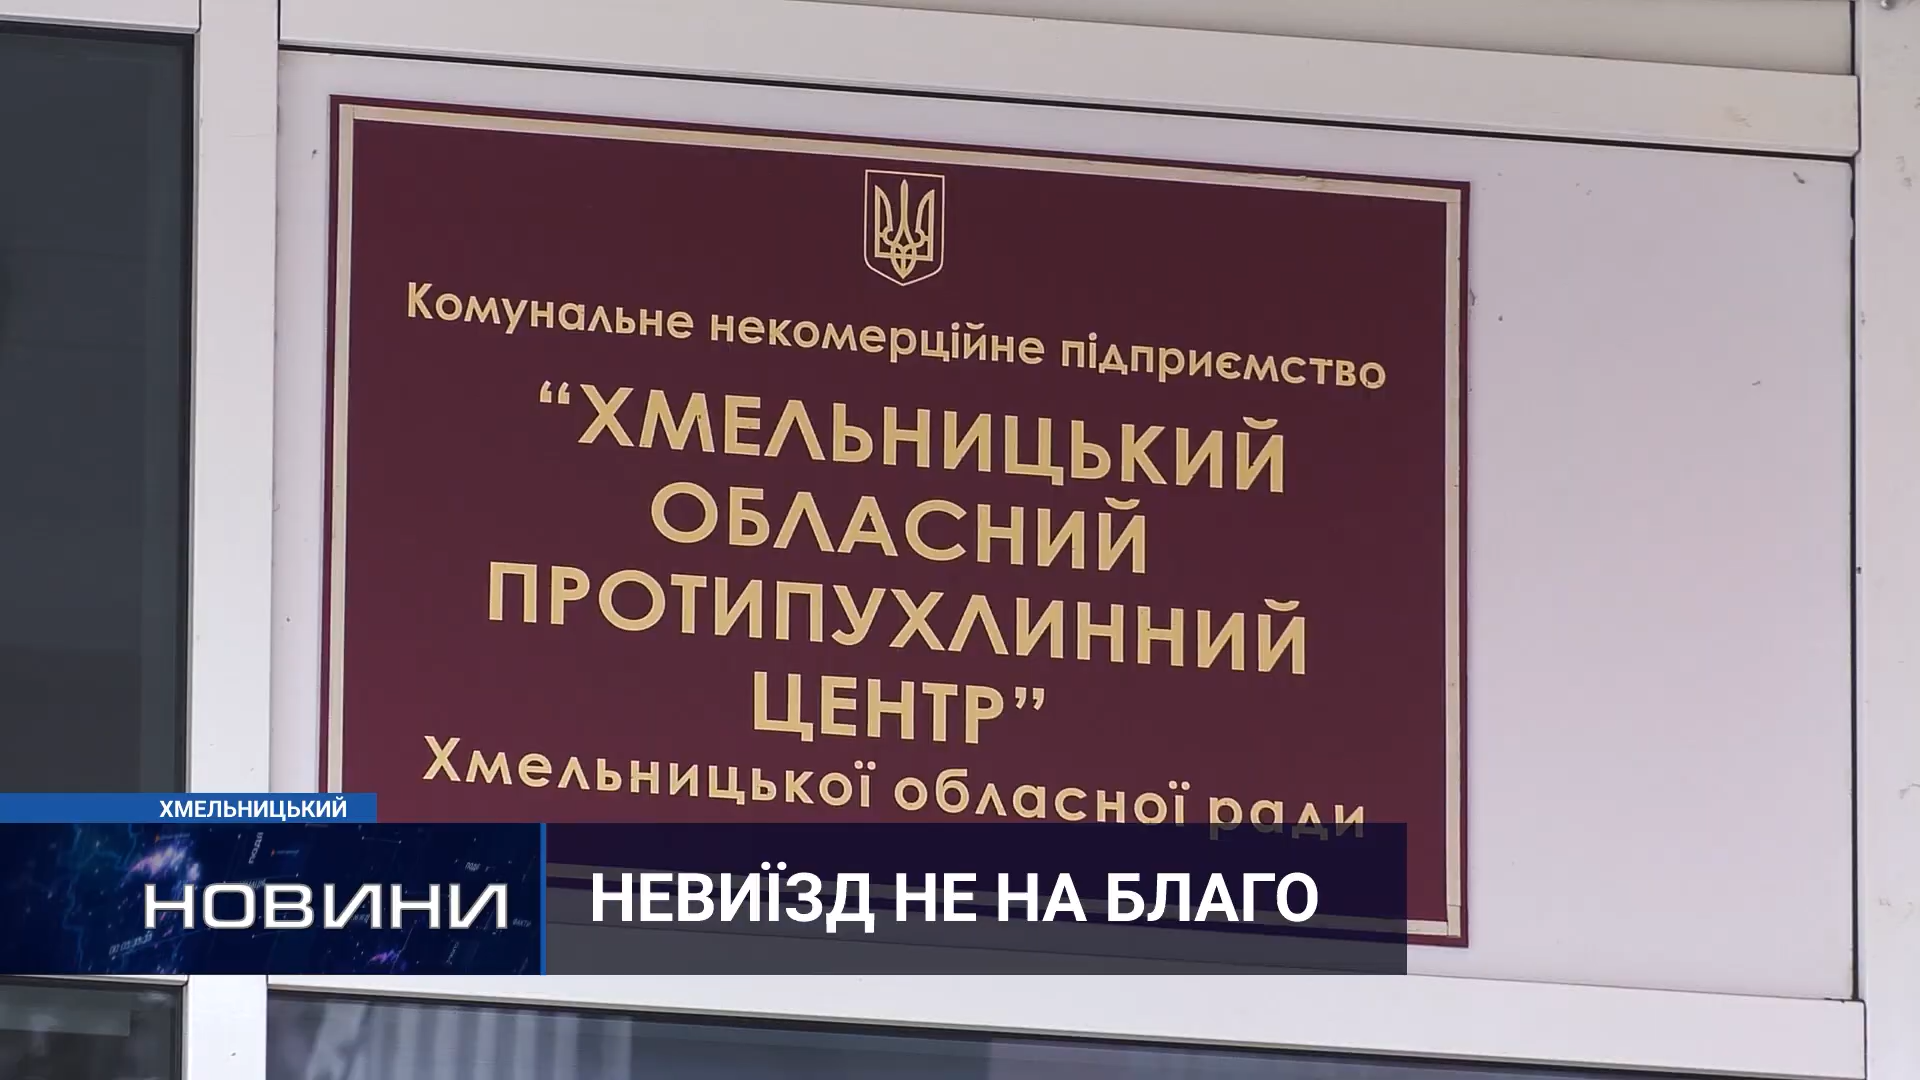 Комунальне некомерційне підприємство
“ХМЕЛЬНИЦЬКИЙ
ОБЛАСНИЙ
ПРОТИПУХЛИННИЙ
ЦЕНТР”
Хмельницької обласної ради
ХМЕЛЬНИЦЬКИЙ
НОВИНИ
НЕВИЇЗД НЕ НА БЛАГО